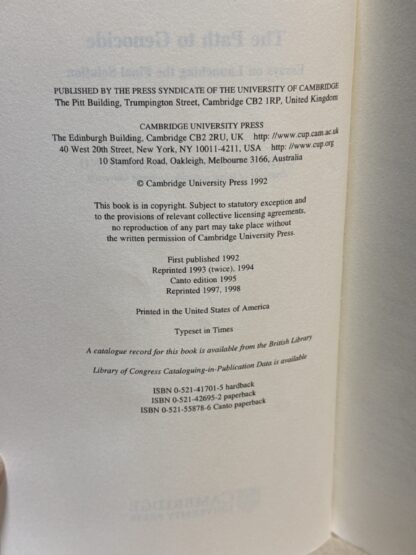 PUBLISHED BY THE PRESS SYNDICATE OF THE UNIVERSITY OF CAMBRIDGE
The Pitt Building, Trumpington Street, Cambridge CB2 1RP, United Kingdom
CAMBRIDGE UNIVERSITY PRESS
The Edinburgh Building, Cambridge CB2 2RU, UK http: //www.cup.cam.ac.uk
40 West 20th Street, New York, NY 10011-4211, USA http: //www.cup.org
10 Stamford Road, Oakleigh, Melbourne 3166, Australia
© Cambridge University Press 1992
This book is in copyright. Subject to statutory exception and
to the provisions of relevant collective licensing agreements,
no reproduction of any part may take place without
the written permission of Cambridge University Press.
First published 1992
Reprinted 1993 (twice), 1994
Canto edition 1995
Reprinted 1997, 1998
Printed in the United States of America
Typeset in Times
A catalogue record for this book is available from the British Library
Library of Congress Cataloguing-in-Publication Data is available
ISBN 0-521-41701-5 hardback
ISBN 0-521-42695-2 paperback
ISBN 0-521-55878-6 Canto paperback